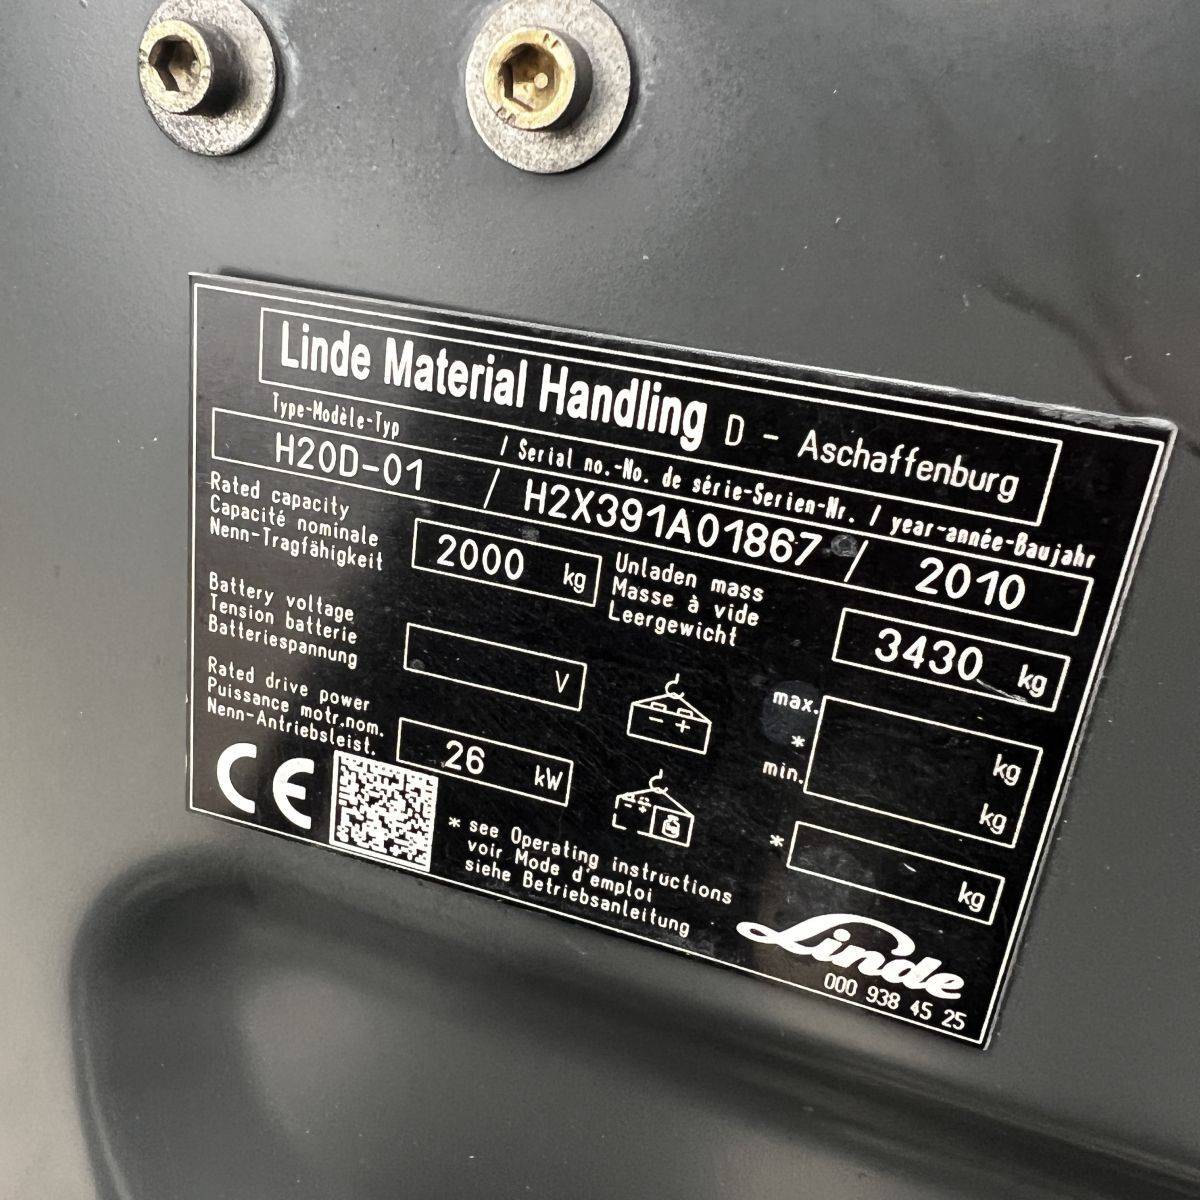 Linde Material Handling D - Aschaffenburg
Type-Modèle-Typ / Serial no.-No. de série-Serien-Nr. / year-année-Baujahr
H20D-01 / H2X391A01867 / 2010
Rated capacity
Capacité nominale
Nenn-Tragfähigkeit
2000 kg
Unladen mass
Masse à vide
Leergewicht
3430 kg
Battery voltage
Tension batterie
Batteriespannung
V
- +
max. kg
*
min. kg
Rated drive power
Puissance motr.nom.
Nenn-Antriebsleist.
26 kW
- +
* kg
CE
* see Operating instructions
voir Mode d'emploi
siehe Betriebsanleitung
Linde
000 938 45 25